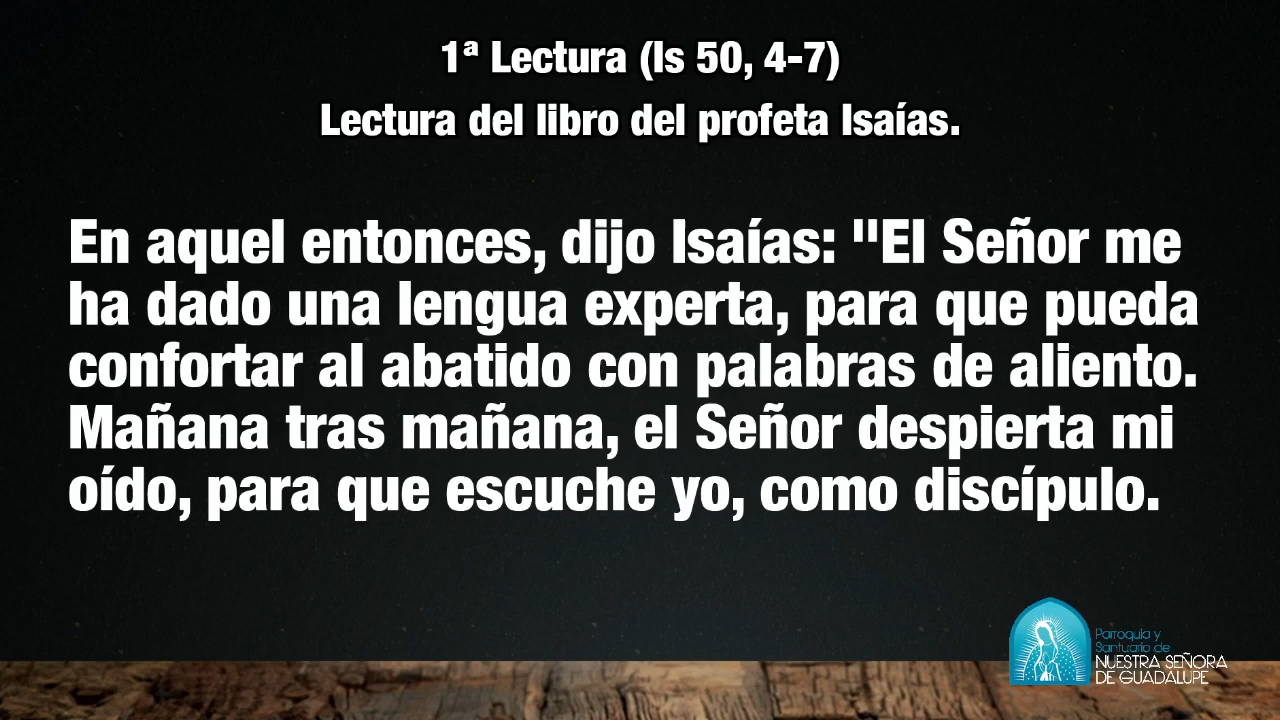 1ª Lectura (Is 50, 4-7)
Lectura del libro del profeta Isaías.
En aquel entonces, dijo Isaías: "El Señor me
ha dado una lengua experta, para que pueda
confortar al abatido con palabras de aliento.
Mañana tras mañana, el Señor despierta mi
oído, para que escuche yo, como discípulo.
Parroquia y
Santuario de
NUESTRA SEÑORA
DE GUADALUPE